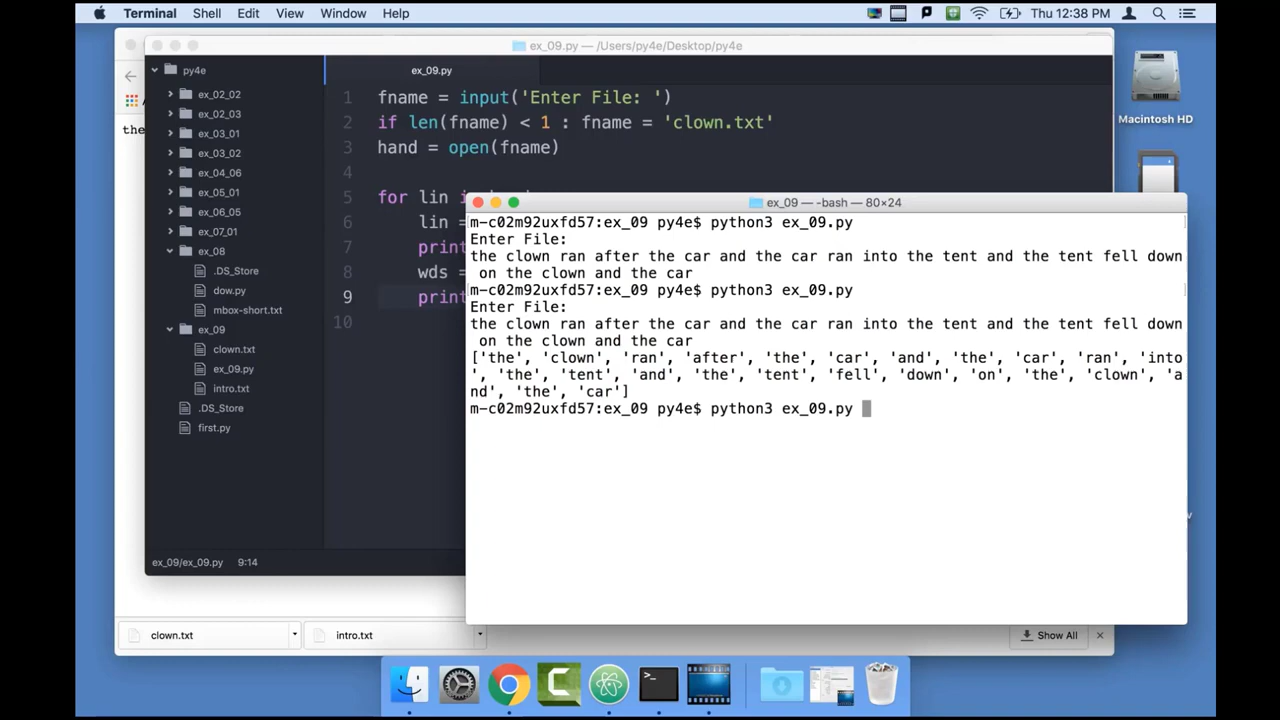 Terminal Shell Edit View Window Help
Thu 12:38 PM
ex_09.py — /Users/py4e/Desktop/py4e
py4e
ex_02_02
ex_02_03
ex_03_01
ex_03_02
ex_04_06
ex_05_01
ex_06_05
ex_07_01
ex_08
.DS_Store
dow.py
mbox-short.txt
ex_09
clown.txt
ex_09.py
intro.txt
.DS_Store
first.py
ex_09/ex_09.py 9:14
the
ex_09.py
1 fname = input('Enter File: ')
2 if len(fname) < 1 : fname = 'clown.txt'
3 hand = open(fname)
4
5 for lin
6 lin =
7 print
8 wds =
9 print
10
ex_09 — -bash — 80×24
m-c02m92uxfd57:ex_09 py4e$ python3 ex_09.py
Enter File:
the clown ran after the car and the car ran into the tent and the tent fell down
on the clown and the car
m-c02m92uxfd57:ex_09 py4e$ python3 ex_09.py
Enter File:
the clown ran after the car and the car ran into the tent and the tent fell down
on the clown and the car
['the', 'clown', 'ran', 'after', 'the', 'car', 'and', 'the', 'car', 'ran', 'into
', 'the', 'tent', 'and', 'the', 'tent', 'fell', 'down', 'on', 'the', 'clown', 'a
nd', 'the', 'car']
m-c02m92uxfd57:ex_09 py4e$ python3 ex_09.py
Macintosh HD
clown.txt
intro.txt
Show All